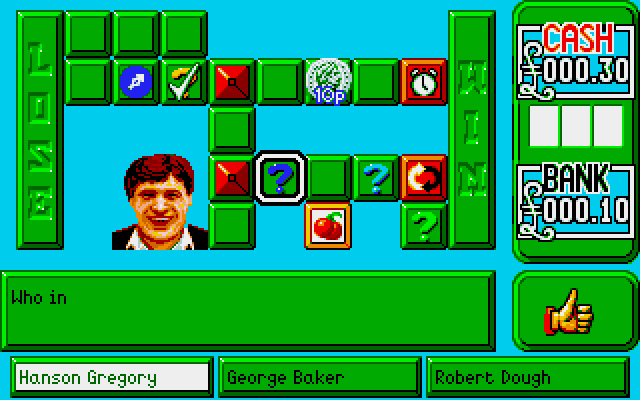 LOSE
10p
?
?
?
WIN
CASH
£000.30
BANK
£000.10
Who in
Hanson Gregory
George Baker
Robert Dough